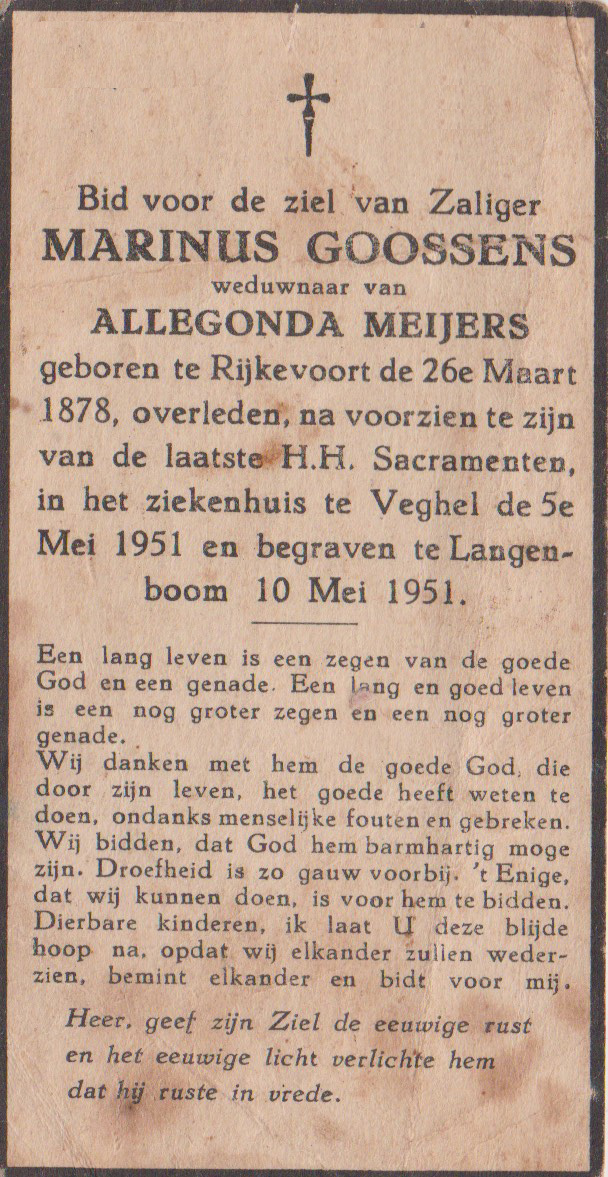 Bid voor de ziel van Zaliger
MARINUS GOOSSENS
weduwnaar van
ALLEGONDA MEIJERS
geboren te Rijkevoort de 26e Maart
1878, overleden, na voorzien te zijn
van de laatste H.H. Sacramenten,
in het ziekenhuis te Veghel de 5e
Mei 1951 en begraven te Langen-
boom 10 Mei 1951.
Een lang leven is een zegen van de goede
God en een genade. Een lang en goed leven
is een nog groter zegen en een nog groter
genade.
Wij danken met hem de goede God, die
door zijn leven, het goede heeft weten te
doen, ondanks menselijke fouten en gebreken.
Wij bidden, dat God hem barmhartig moge
zijn. Droefheid is zo gauw voorbij. 't Enige,
dat wij kunnen doen, is voor hem te bidden.
Dierbare kinderen, ik laat U deze blijde
hoop na, opdat wij elkander zullen weder-
zien, bemint elkander en bidt voor mij.
Heer, geef zijn Ziel de eeuwige rust
en het eeuwige licht verlichte hem
dat hij ruste in vrede.